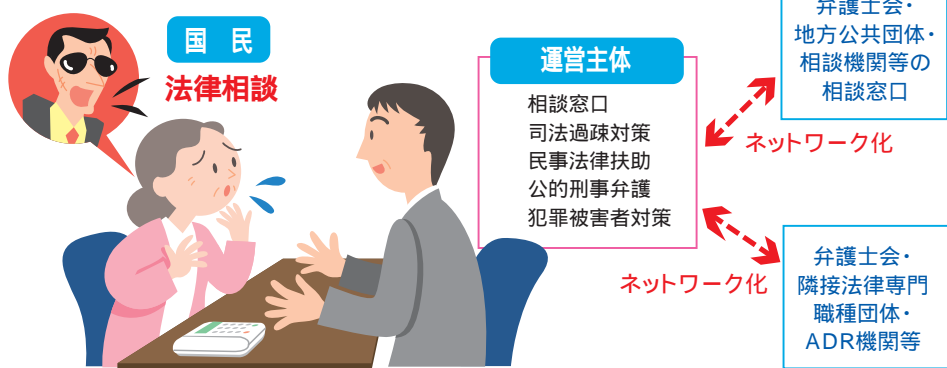 国 民
法律相談
運営主体
相談窓口
司法過疎対策
民事法律扶助
公的刑事弁護
犯罪被害者対策
弁護士会・
地方公共団体・
相談機関等の
相談窓口
ネットワーク化
ネットワーク化
弁護士会・
隣接法律専門
職種団体・
ADR機関等